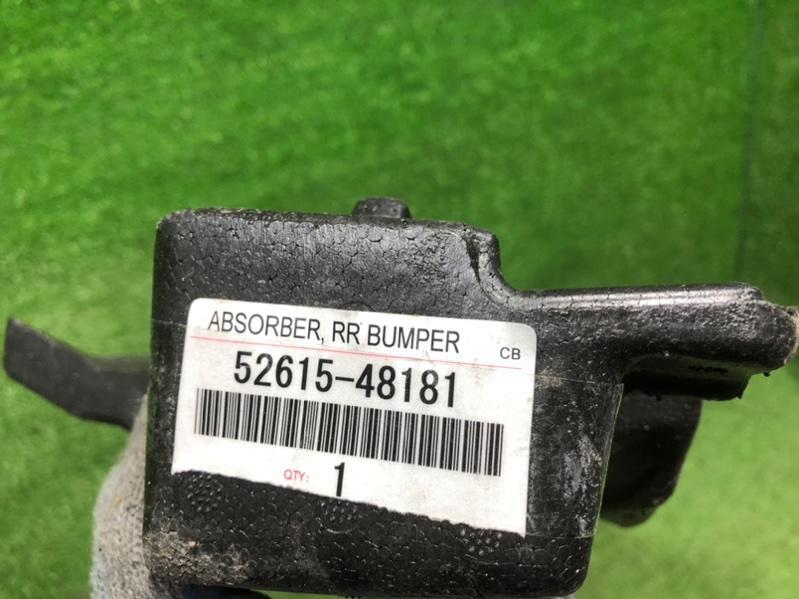 ABSORBER, RR BUMPER CB
52615-48181
QTY: 1